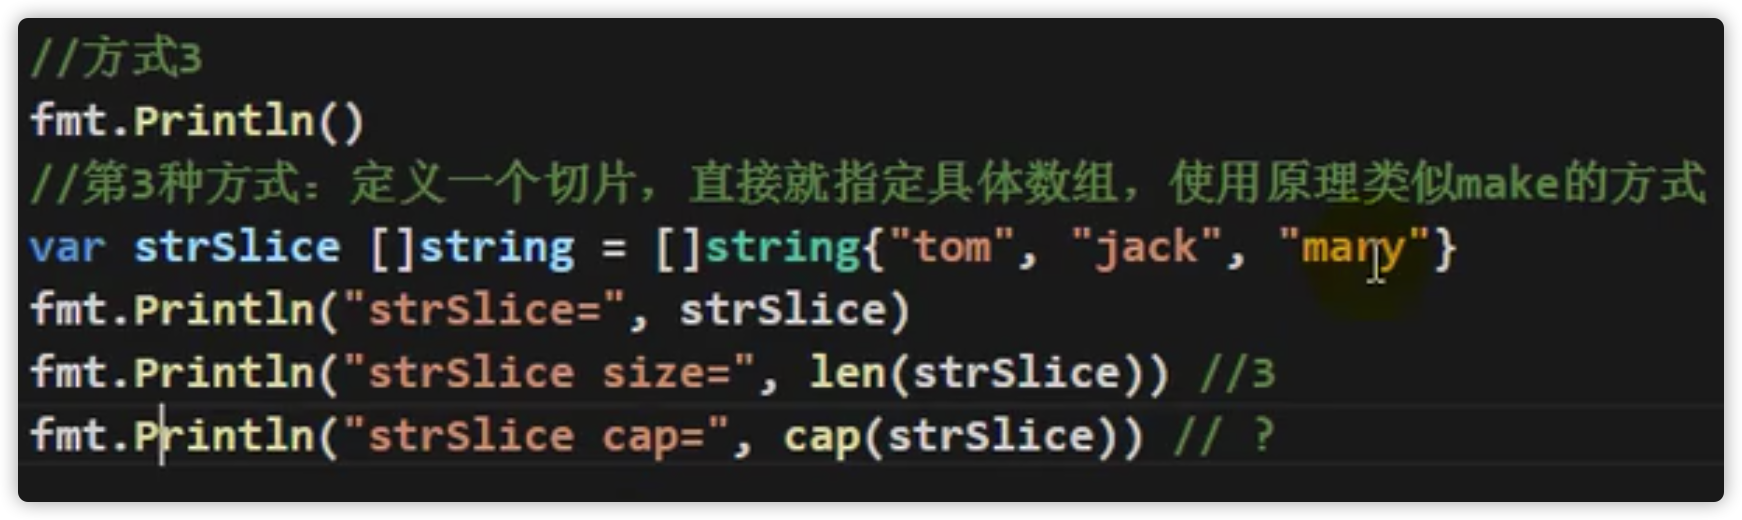 //方式3
fmt.Println()
//第3种方式：定义一个切片，直接就指定具体数组，使用原理类似make的方式
var strSlice []string = []string{"tom", "jack", "mary"}
fmt.Println("strSlice=", strSlice)
fmt.Println("strSlice size=", len(strSlice)) //3
fmt.Println("strSlice cap=", cap(strSlice)) // ?